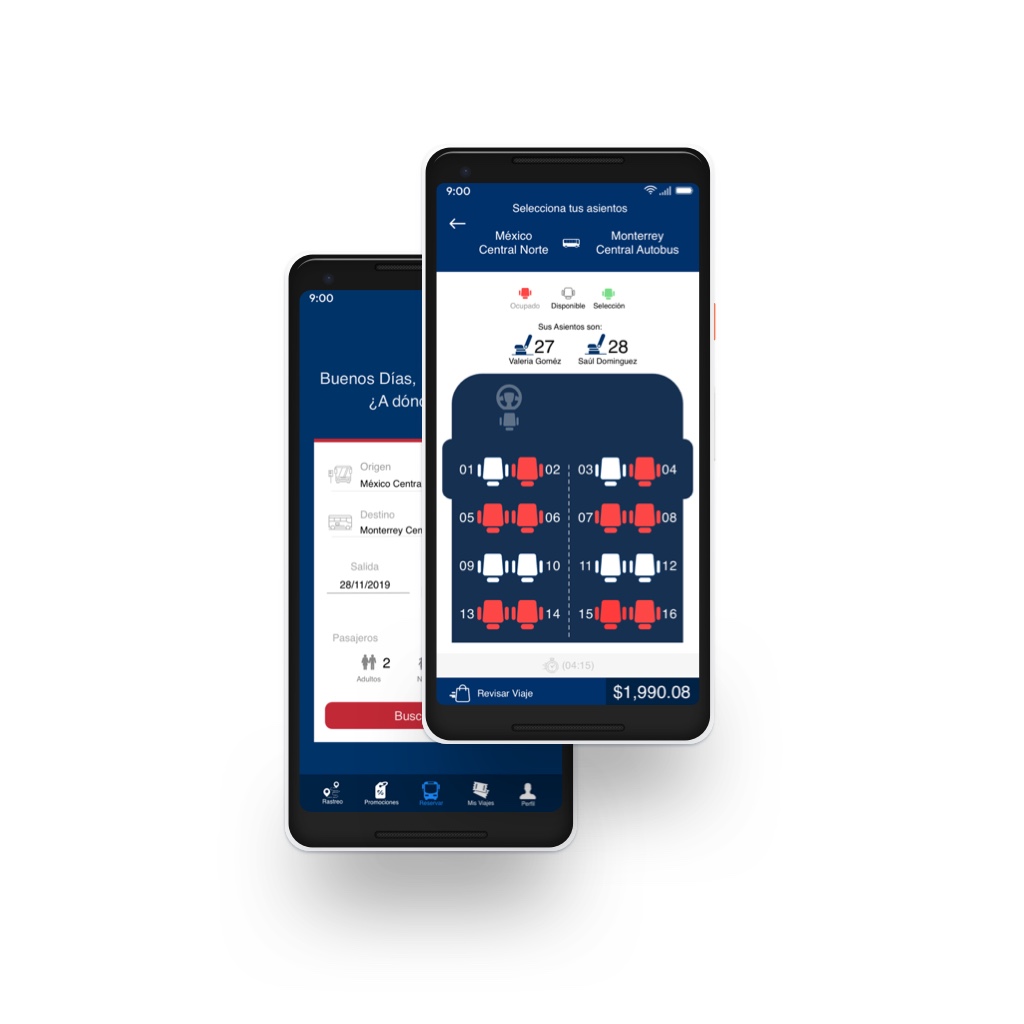 9:00
Selecciona tus asientos
México
Central Norte
Monterrey
Central Autobus
Ocupado
Disponible
Selección
Sus Asientos son:
27
Valeria Goméz
28
Saúl Dominguez
01 02 03 04
05 06 07 08
09 10 11 12
13 14 15 16
(04:15)
Revisar Viaje
$1,990.08
9:00
Buenos Días,
¿A dónd
Origen
México Centra
Destino
Monterrey Cen
Salida
28/11/2019
Pasajeros
2
Adultos
N
Busc
Rastreo
Promociones
Reservar
Mis Viajes
Perfil